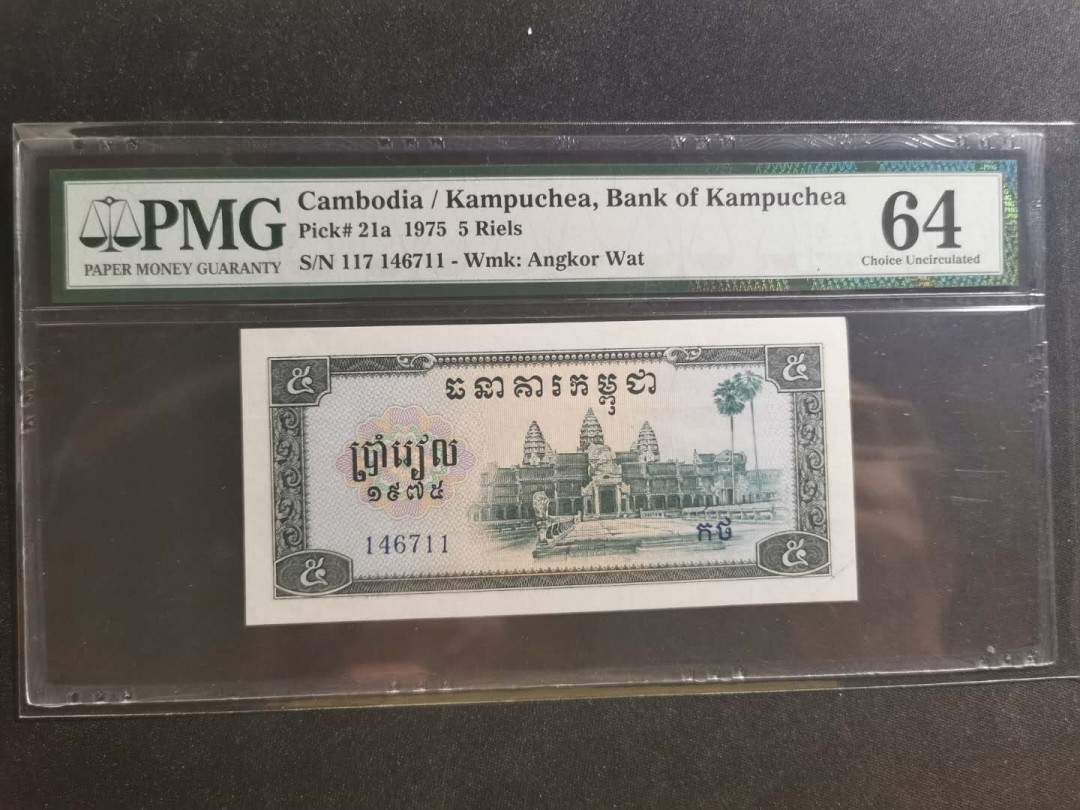 PMG
PAPER MONEY GUARANTY
Cambodia / Kampuchea, Bank of Kampuchea
Pick# 21a 1975 5 Riels
S/N 117 146711 - Wmk: Angkor Wat
64
Choice Uncirculated
៥ ៥
ធនាគារកម្ពុជា
ប្រាំរៀល
១៩៧៥
146711
កថ
៥ ៥